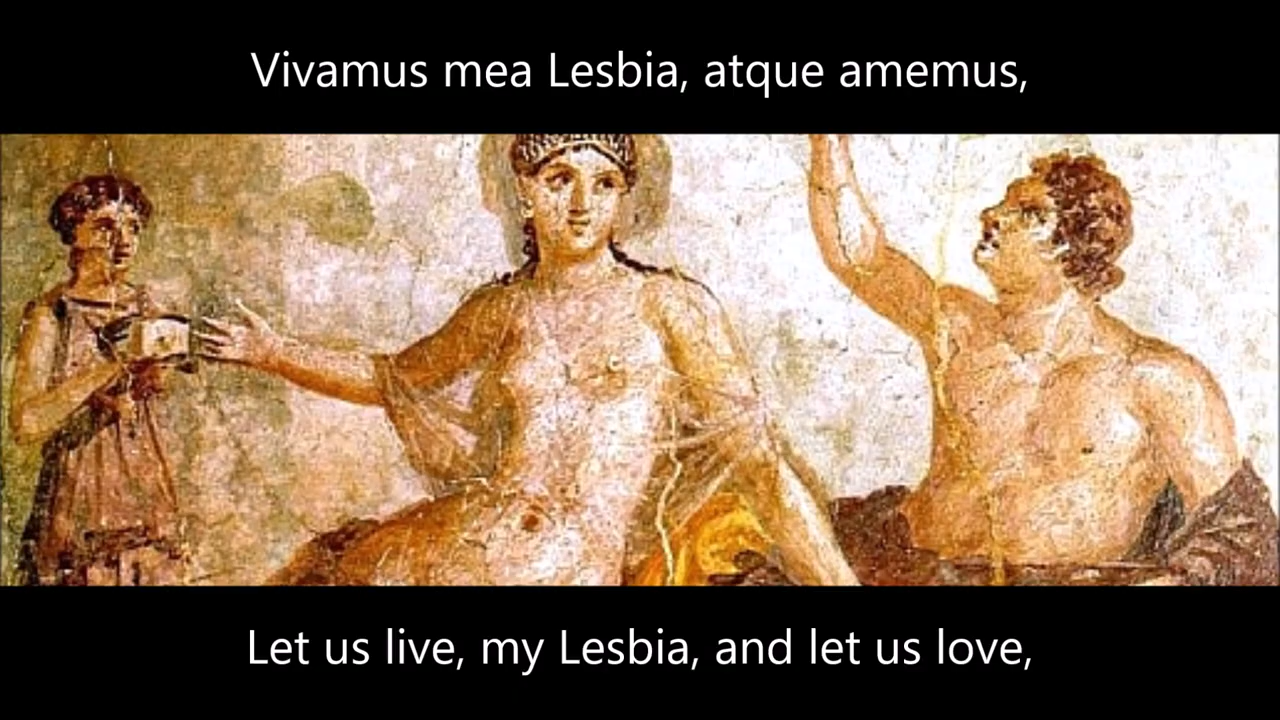 Vivamus mea Lesbia, atque amemus,
Let us live, my Lesbia, and let us love,